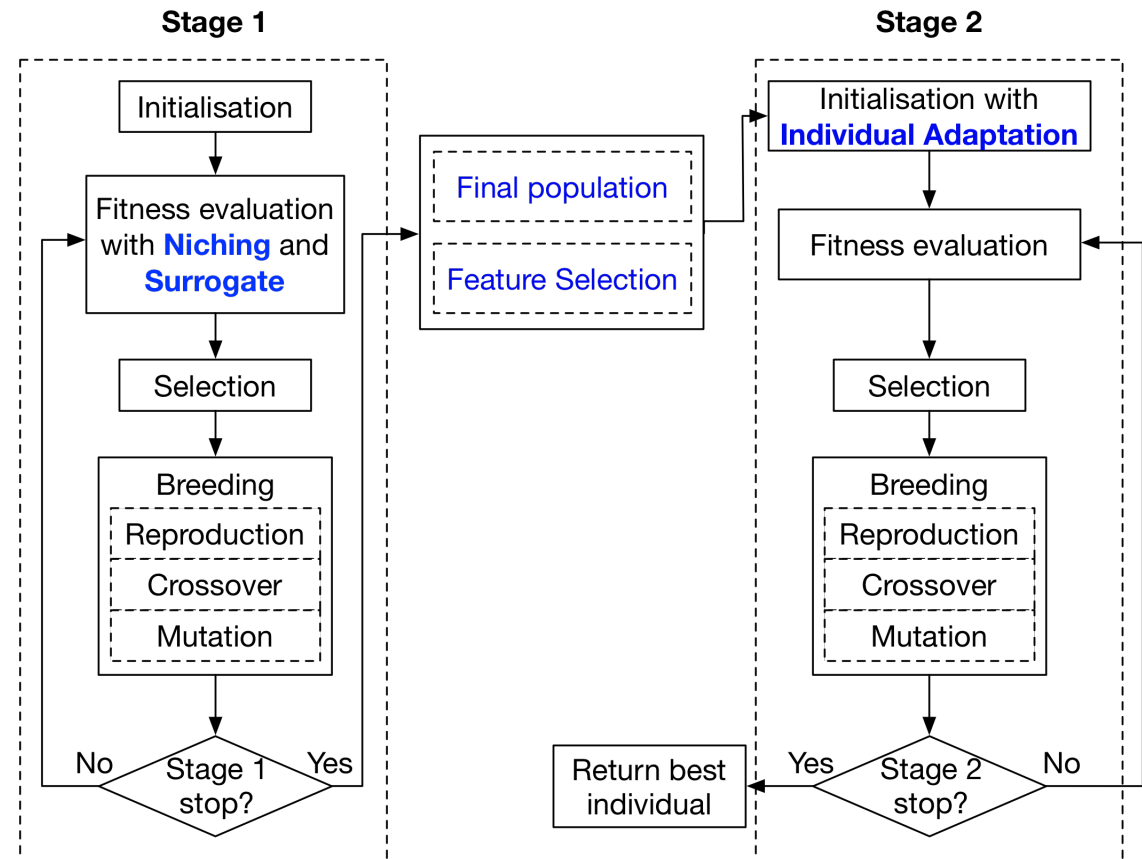 Stage 1
Initialisation
Fitness evaluation
with Niching and
Surrogate
Selection
Breeding
Reproduction
Crossover
Mutation
No
Stage 1
stop?
Yes
Final population
Feature Selection
Stage 2
Initialisation with
Individual Adaptation
Fitness evaluation
Selection
Breeding
Reproduction
Crossover
Mutation
Yes
Stage 2
stop?
No
Return best
individual